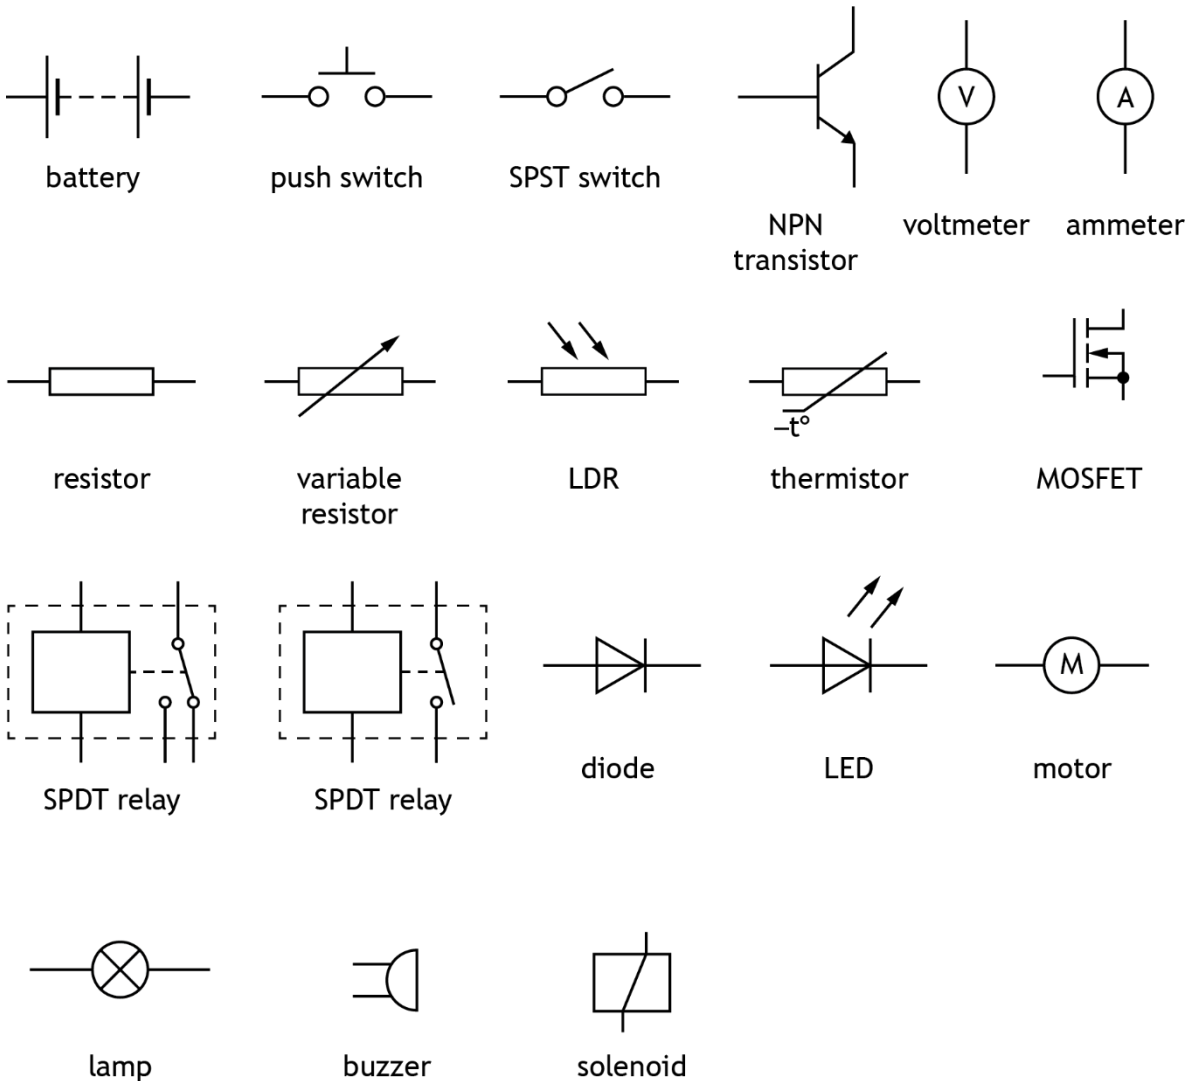 V
A
battery
push switch
SPST switch
NPN
transistor
voltmeter
ammeter
–t°
resistor
variable
resistor
LDR
thermistor
MOSFET
M
SPDT relay
SPDT relay
diode
LED
motor
lamp
buzzer
solenoid